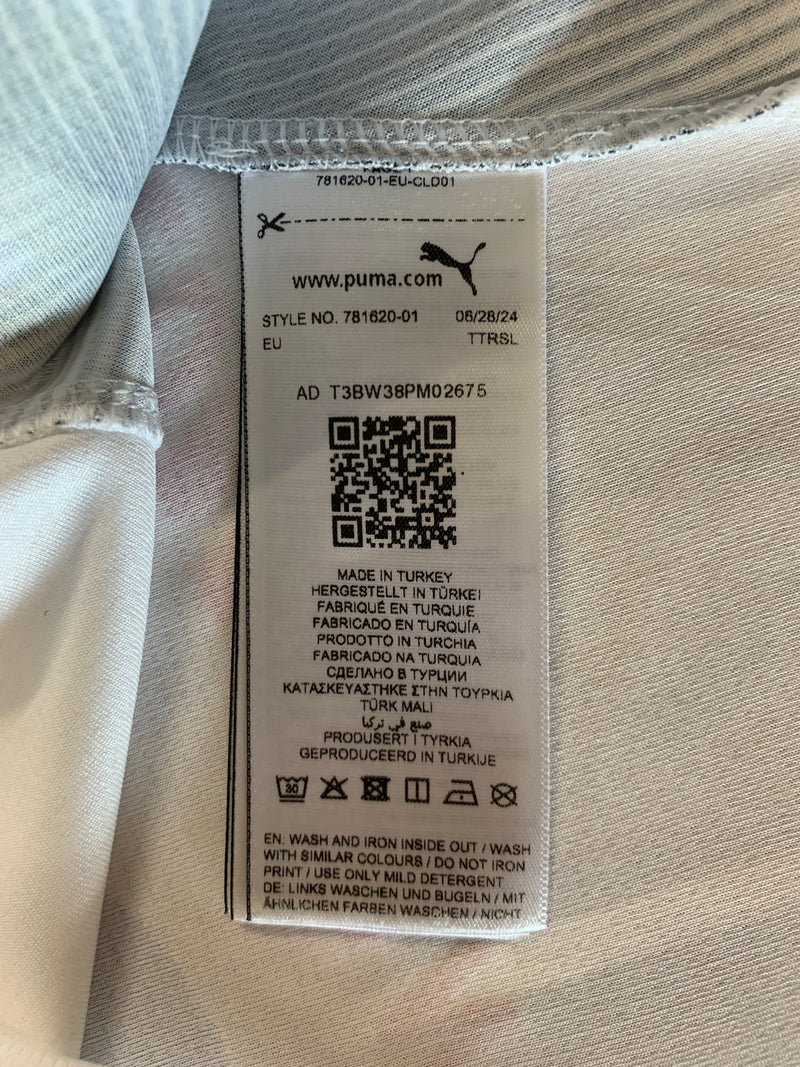 781620-01-EU-CLD01
www.puma.com
STYLE NO. 781620-01 06/28/24
EU TTRSL
AD T3BW38PM02675
MADE IN TURKEY
HERGESTELLT IN TÜRKEI
FABRIQUÉ EN TURQUIE
FABRICADO EN TURQUÍA
PRODOTTO IN TURCHIA
FABRICADO NA TURQUIA
СДЕЛАНО В ТУРЦИИ
ΚΑΤΑΣΚΕΥΑΣΤΗΚΕ ΣΤΗΝ ΤΟΥΡΚΙΑ
TÜRK MALI
صنع في تركيا
PRODUSERT I TYRKIA
GEPRODUCEERD IN TURKIJE
30
EN: WASH AND IRON INSIDE OUT / WASH
WITH SIMILAR COLOURS / DO NOT IRON
PRINT / USE ONLY MILD DETERGENT
DE: LINKS WASCHEN UND BÜGELN / MIT
ÄHNLICHEN FARBEN WASCHEN / NICHT